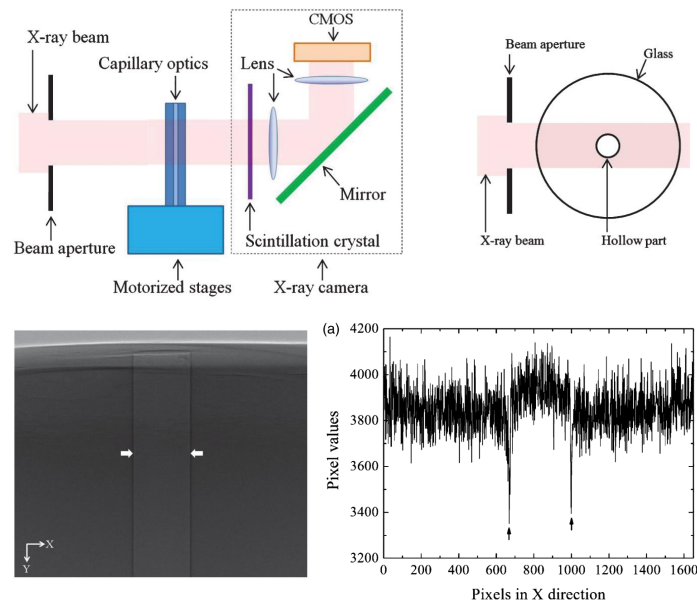 CMOS
X-ray beam
Capillary optics
Lens
Mirror
Beam aperture
Scintillation crystal
Motorized stages
X-ray camera
Beam aperture
Glass
X-ray beam
Hollow part
X
Y
(a)
4200
4000
3800
3600
3400
3200
Pixel values
0 200 400 600 800 1000 1200 1400 1600
Pixels in X direction